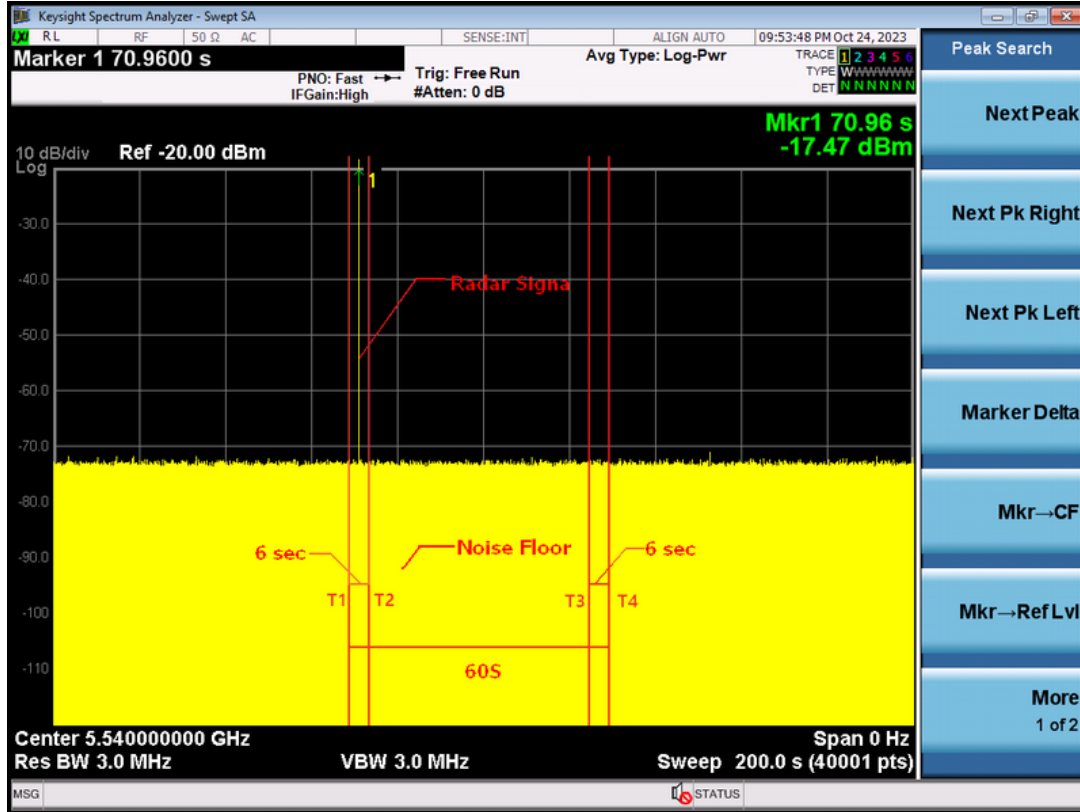 Keysight Spectrum Analyzer - Swept SA
LXI RL RF 50 Ω AC SENSE:INT ALIGN AUTO 09:53:48 PM Oct 24, 2023
Marker 1 70.9600 s
PNO: Fast
IFGain:High
Trig: Free Run
#Atten: 0 dB
Avg Type: Log-Pwr
TRACE 1 2 3 4 5 6
TYPE WWWWWW
DET N N N N N N
Mkr1 70.96 s
-17.47 dBm
10 dB/div Ref -20.00 dBm
Log
1
-30.0
-40.0
Radar Signa
-50.0
-60.0
-70.0
-80.0
-90.0
6 sec
Noise Floor
6 sec
T1 T2 T3 T4
-100
-110
60S
Center 5.540000000 GHz Span 0 Hz
Res BW 3.0 MHz VBW 3.0 MHz Sweep 200.0 s (40001 pts)
MSG STATUS
Peak Search
Next Peak
Next Pk Right
Next Pk Left
Marker Delta
Mkr→CF
Mkr→Ref Lvl
More
1 of 2